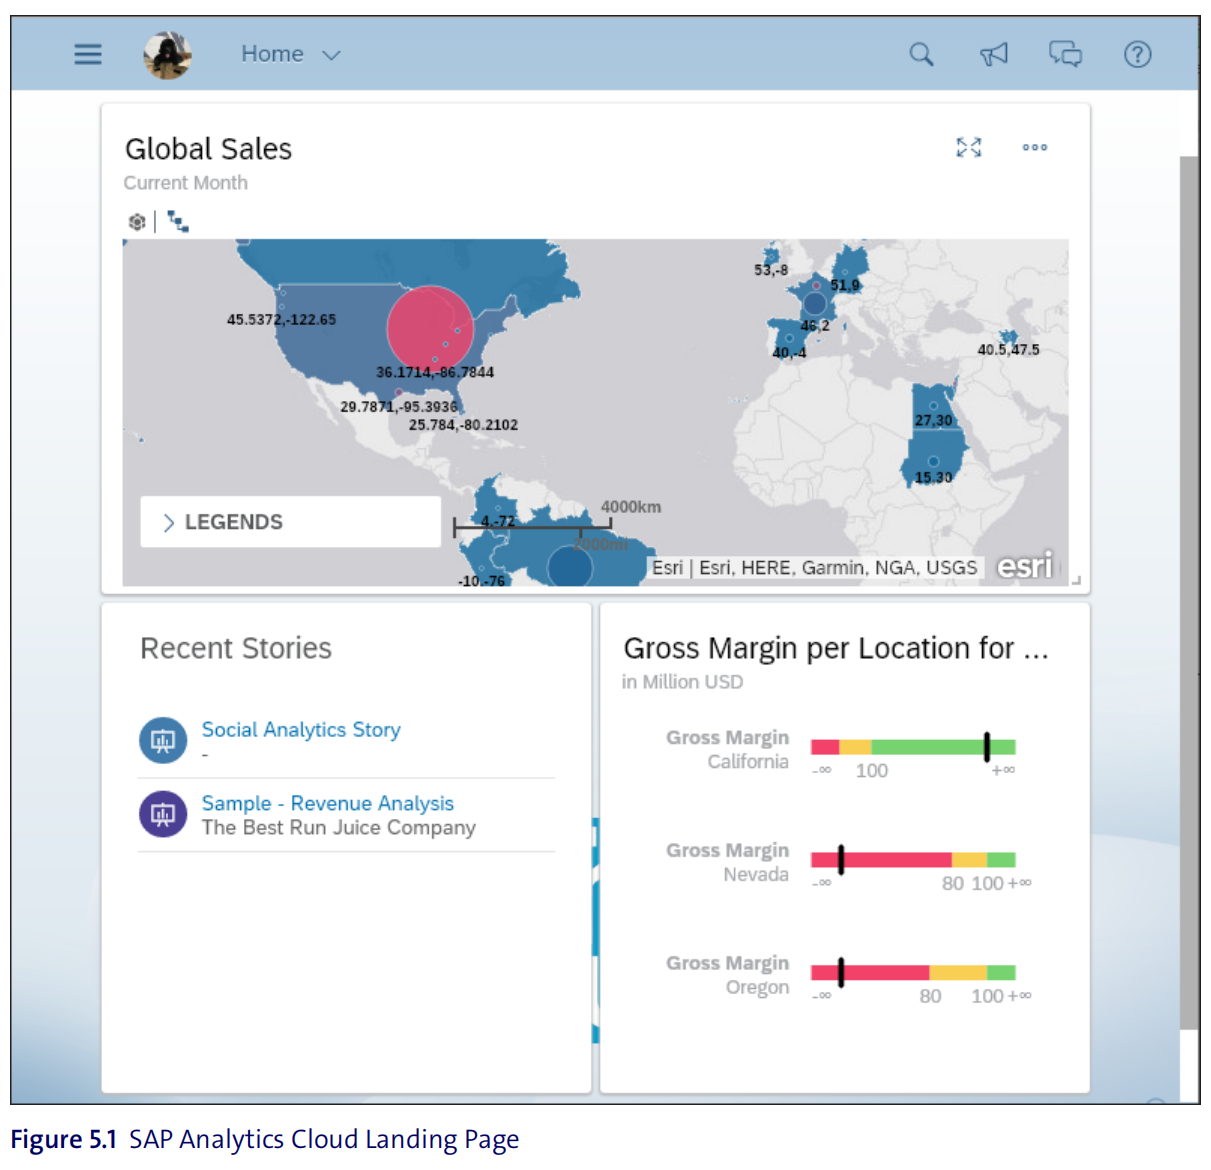 Home
Global Sales
Current Month
53,-8
51,9
45.5372,-122.65
46,2
40,-4
40.5,47.5
36.1714,-86.7844
29.7871,-95.3936
25.784,-80.2102
27,30
15,30
LEGENDS
4000km
4,-72
2000mi
-10,-76
Esri | Esri, HERE, Garmin, NGA, USGS
esri
Recent Stories
Social Analytics Story
-
Sample - Revenue Analysis
The Best Run Juice Company
Gross Margin per Location for ...
in Million USD
Gross Margin
California
-∞ 100 +∞
Gross Margin
Nevada
-∞ 80 100 +∞
Gross Margin
Oregon
-∞ 80 100 +∞
Figure 5.1 SAP Analytics Cloud Landing Page